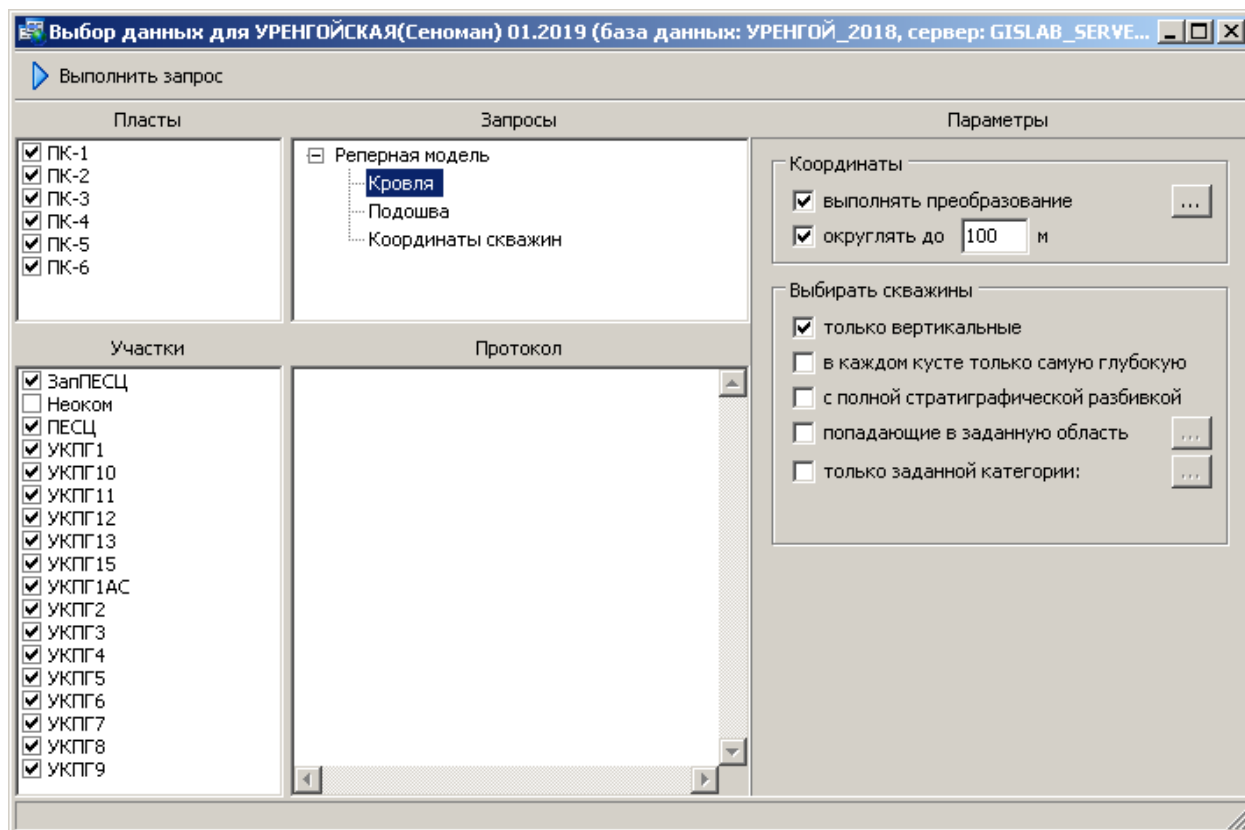 Выбор данных для УРЕНГОЙСКАЯ(Сеноман) 01.2019 (база данных: УРЕНГОЙ_2018, сервер: GISLAB_SERVE...
Выполнить запрос
Пласты
ПК-1
ПК-2
ПК-3
ПК-4
ПК-5
ПК-6
Запросы
Реперная модель
Кровля
Подошва
Координаты скважин
Участки
ЗапПЕСЦ
Неоком
ПЕСЦ
УКПГ1
УКПГ10
УКПГ11
УКПГ12
УКПГ13
УКПГ15
УКПГ1АС
УКПГ2
УКПГ3
УКПГ4
УКПГ5
УКПГ6
УКПГ7
УКПГ8
УКПГ9
Протокол
Параметры
Координаты
выполнять преобразование ...
округлять до 100 м
Выбирать скважины
только вертикальные
в каждом кусте только самую глубокую
с полной стратиграфической разбивкой
попадающие в заданную область ...
только заданной категории: ...